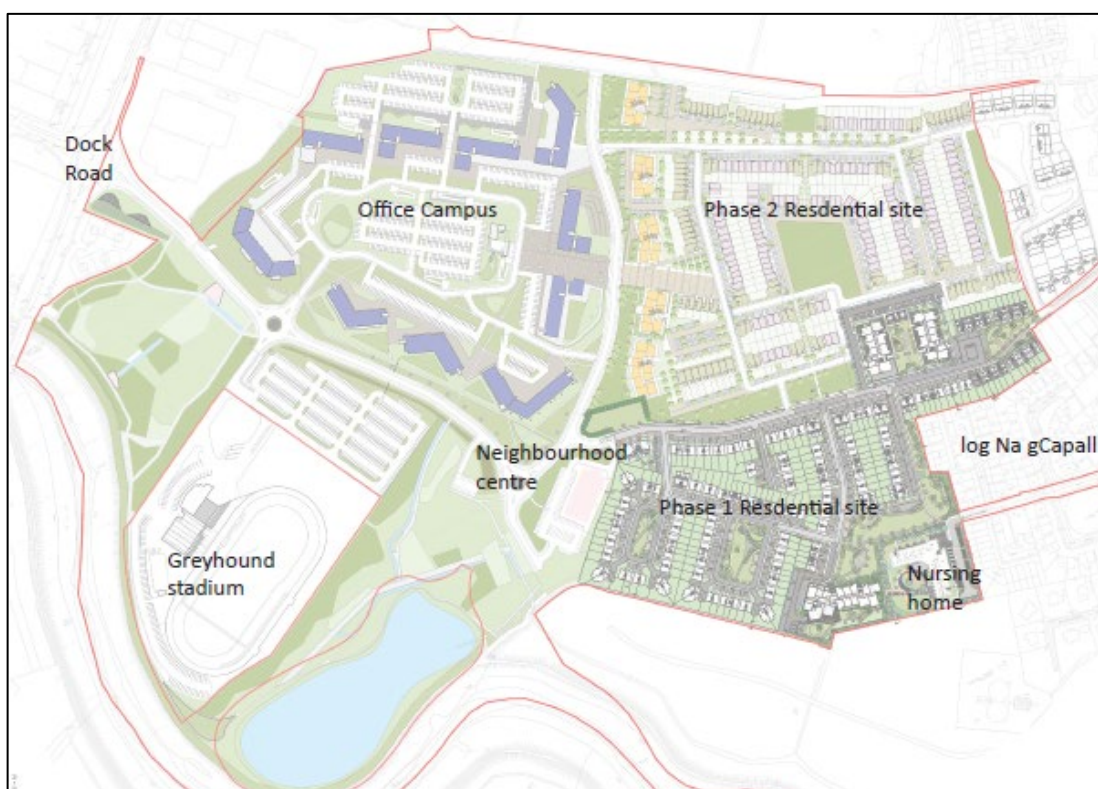 Dock
Road
Office Campus
Phase 2 Resdential site
Neighbourhood
centre
log Na gCapall
Phase 1 Resdential site
Greyhound
stadium
Nursing
home